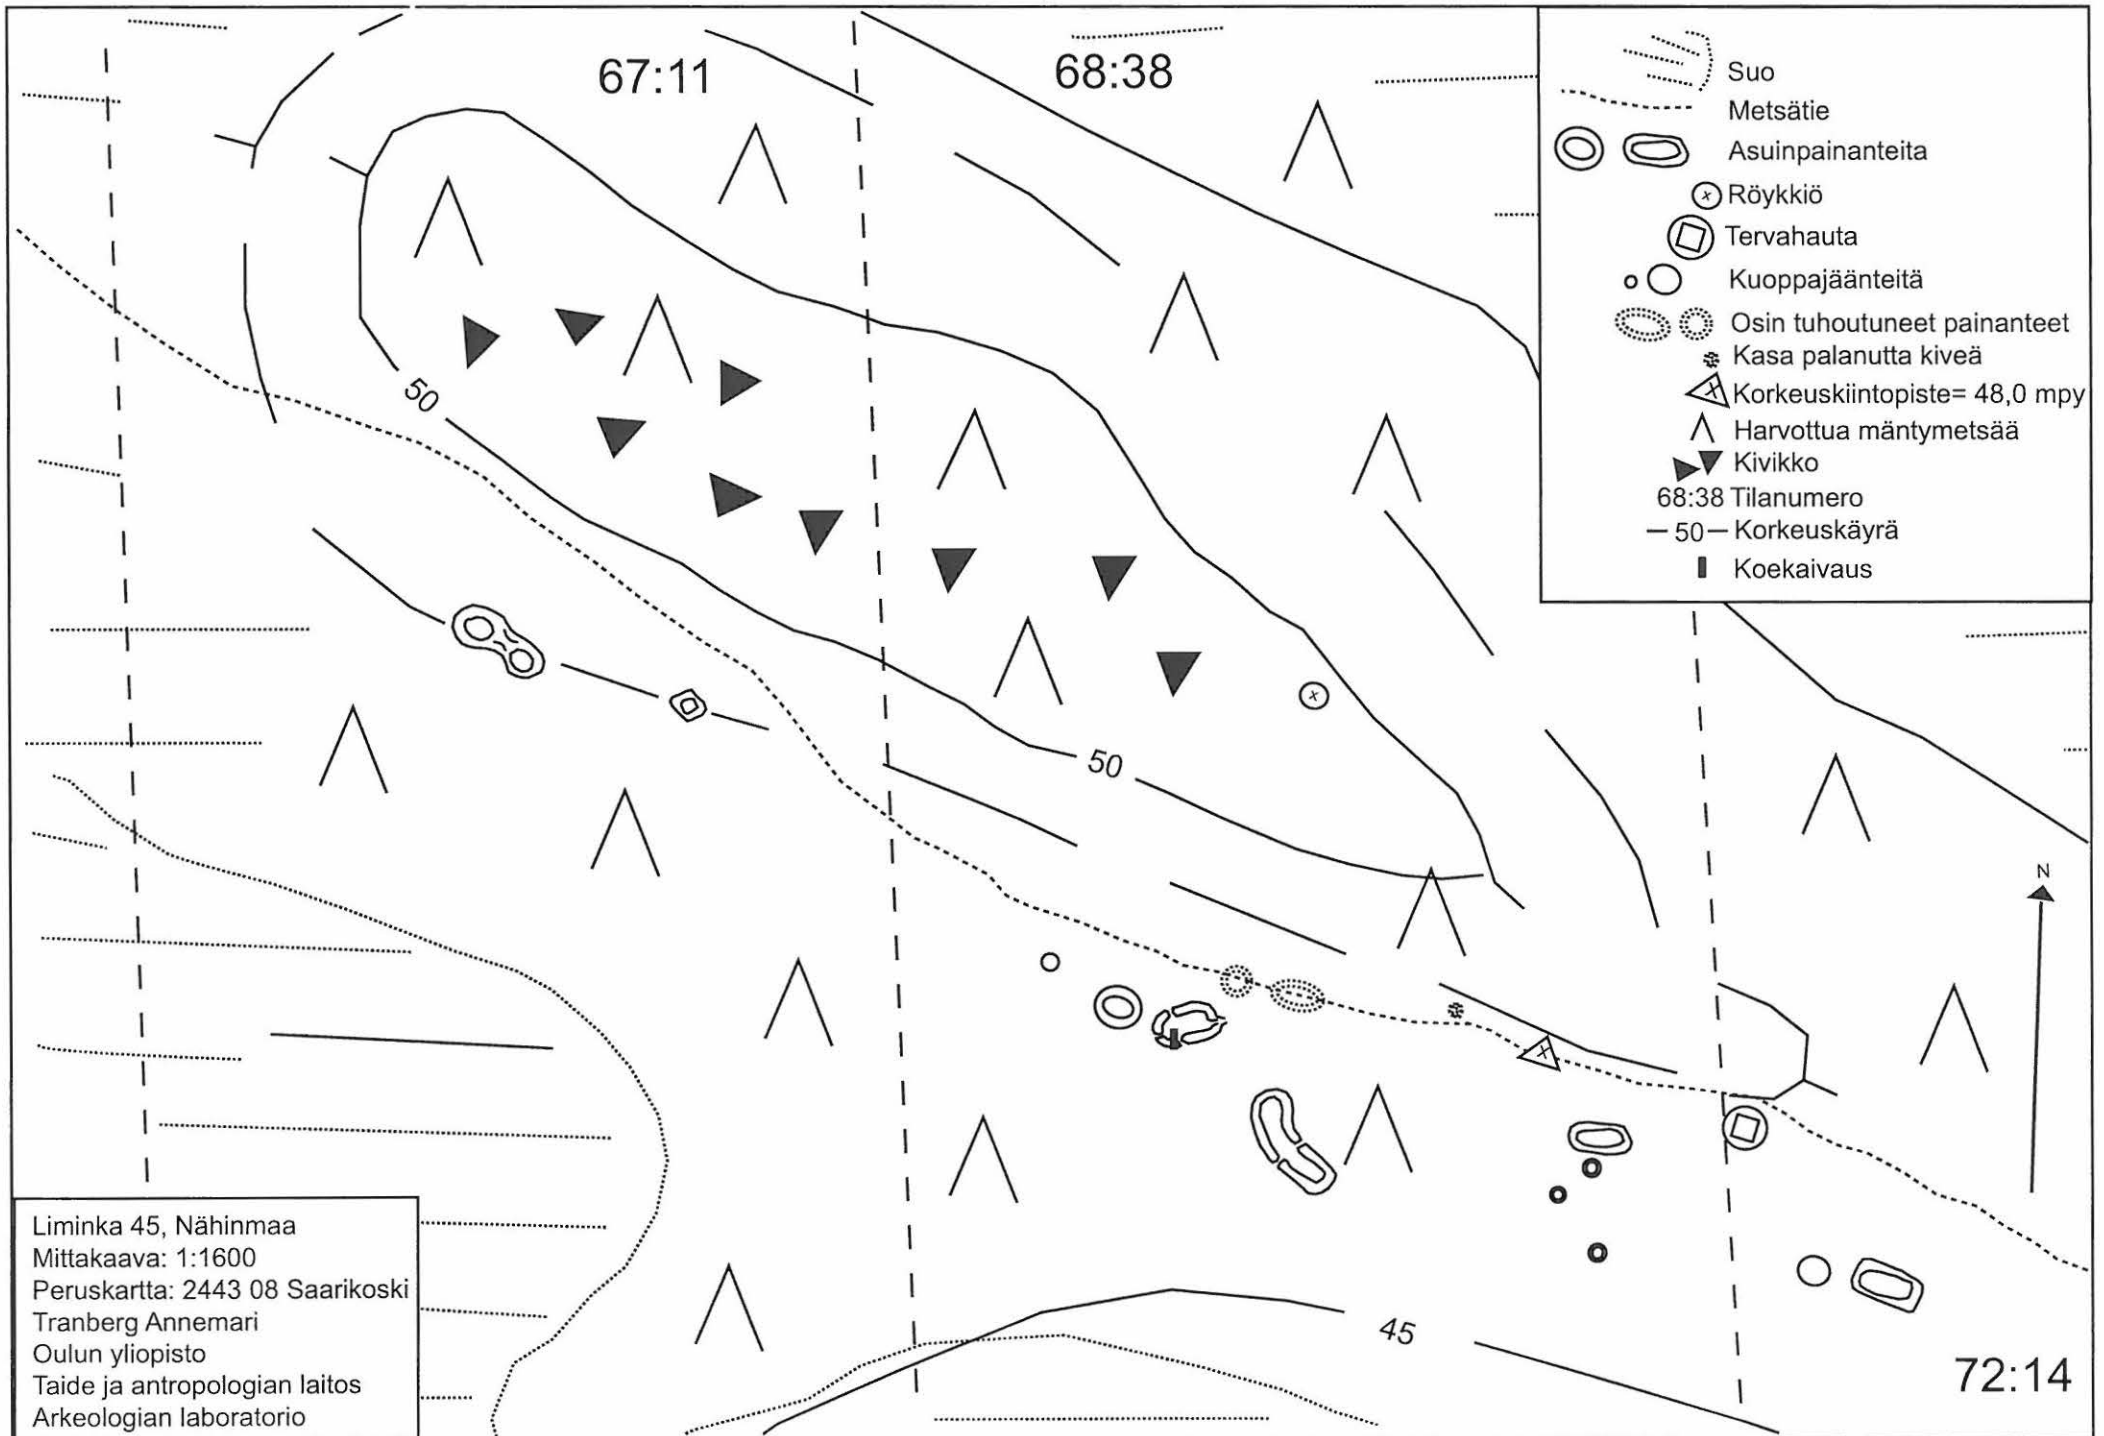 67:11
68:38
Suo
Metsätie
Asuinpainanteita
x Röykkiö
Tervahauta
Kuoppajäänteitä
Osin tuhoutuneet painanteet
Kasa palanutta kiveä
x Korkeuskiintopiste= 48,0 mpy
Harvottua mäntymetsää
Kivikko
68:38 Tilanumero
50 Korkeuskäyrä
Koekaivaus
50
x
50
N
x
45
72:14
Liminka 45, Nähinmaa
Mittakaava: 1:1600
Peruskartta: 2443 08 Saarikoski
Tranberg Annemari
Oulun yliopisto
Taide ja antropologian laitos
Arkeologian laboratorio